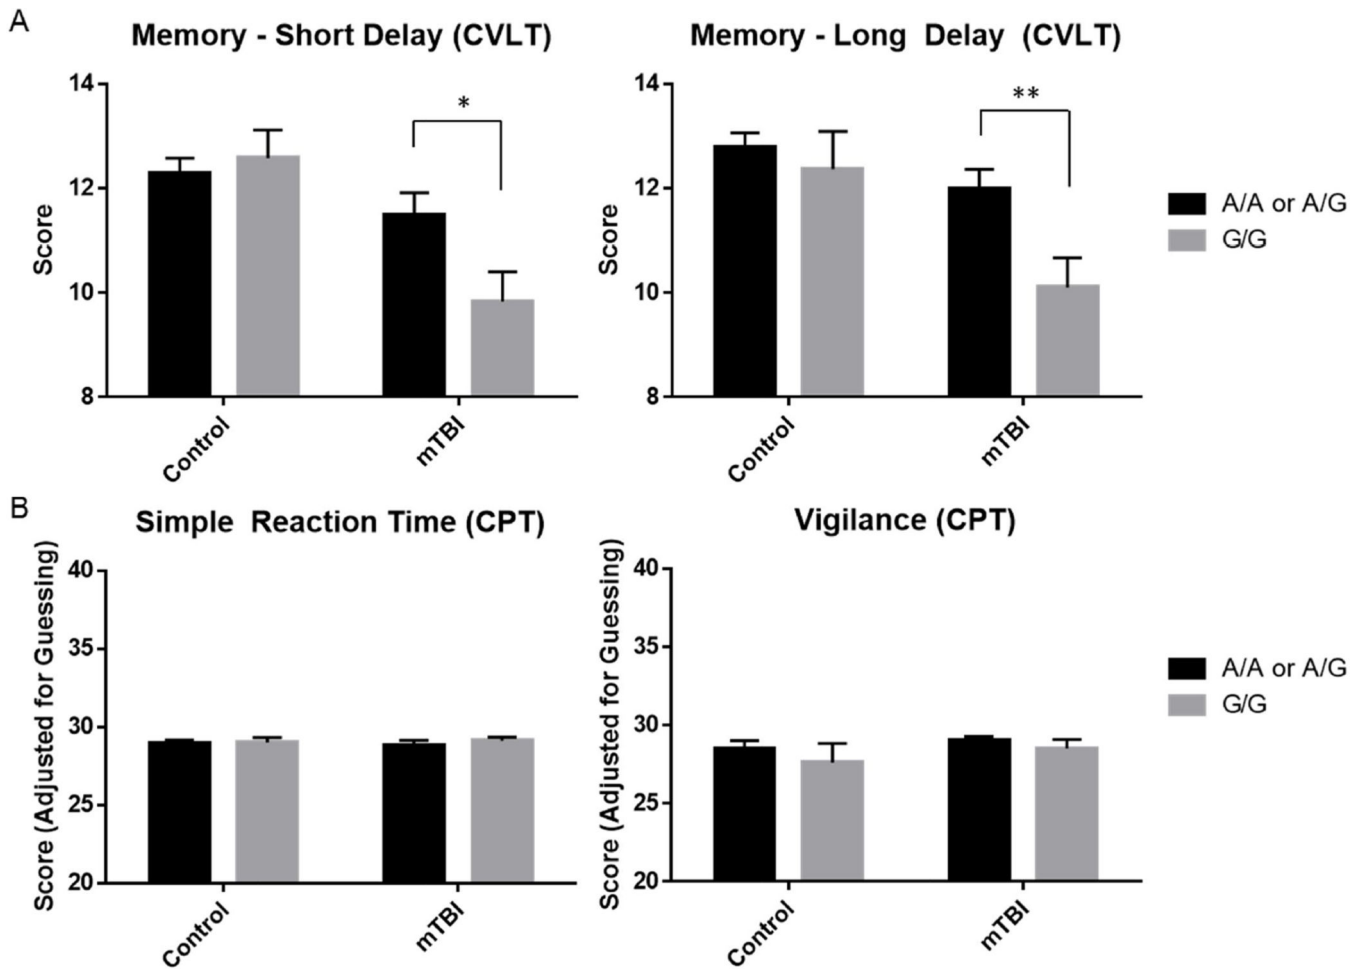 A
Memory - Short Delay (CVLT)
Memory - Long Delay (CVLT)
14
12
10
8
Score
*
Control
mTBI
14
12
10
8
Score
**
Control
mTBI
A/A or A/G
G/G
B
Simple Reaction Time (CPT)
Vigilance (CPT)
40
35
30
25
20
Score (Adjusted for Guessing)
Control
mTBI
40
35
30
25
20
Score (Adjusted for Guessing)
Control
mTBI
A/A or A/G
G/G